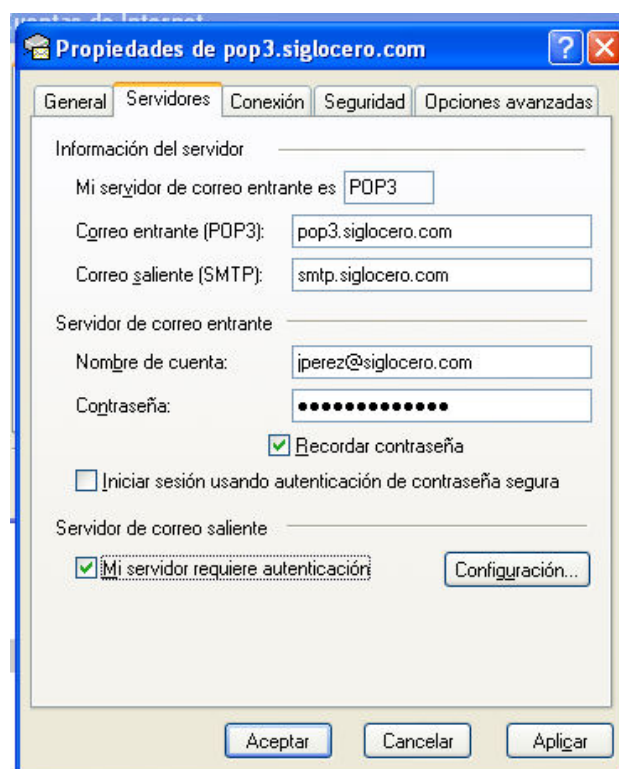 uentas de Internet
Propiedades de pop3.siglocero.com
General Servidores Conexión Seguridad Opciones avanzadas
Información del servidor
Mi servidor de correo entrante es POP3
Correo entrante (POP3): pop3.siglocero.com
Correo saliente (SMTP): smtp.siglocero.com
Servidor de correo entrante
Nombre de cuenta: jperez@siglocero.com
Contraseña: •••••••••••••
Recordar contraseña
Iniciar sesión usando autenticación de contraseña segura
Servidor de correo saliente
Mi servidor requiere autenticación Configuración...
Aceptar Cancelar Aplicar